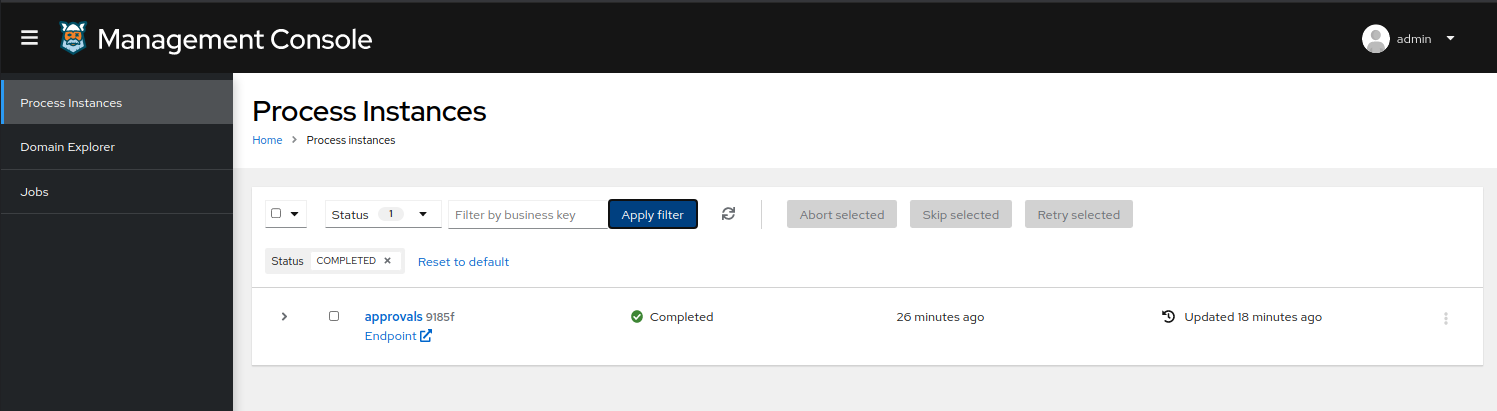 Management Console
admin
Process Instances
Domain Explorer
Jobs
Process Instances
Home > Process instances
Status 1
Filter by business key
Apply filter
Abort selected
Skip selected
Retry selected
Status COMPLETED ×
Reset to default
approvals 9185f
Endpoint
Completed
26 minutes ago
Updated 18 minutes ago